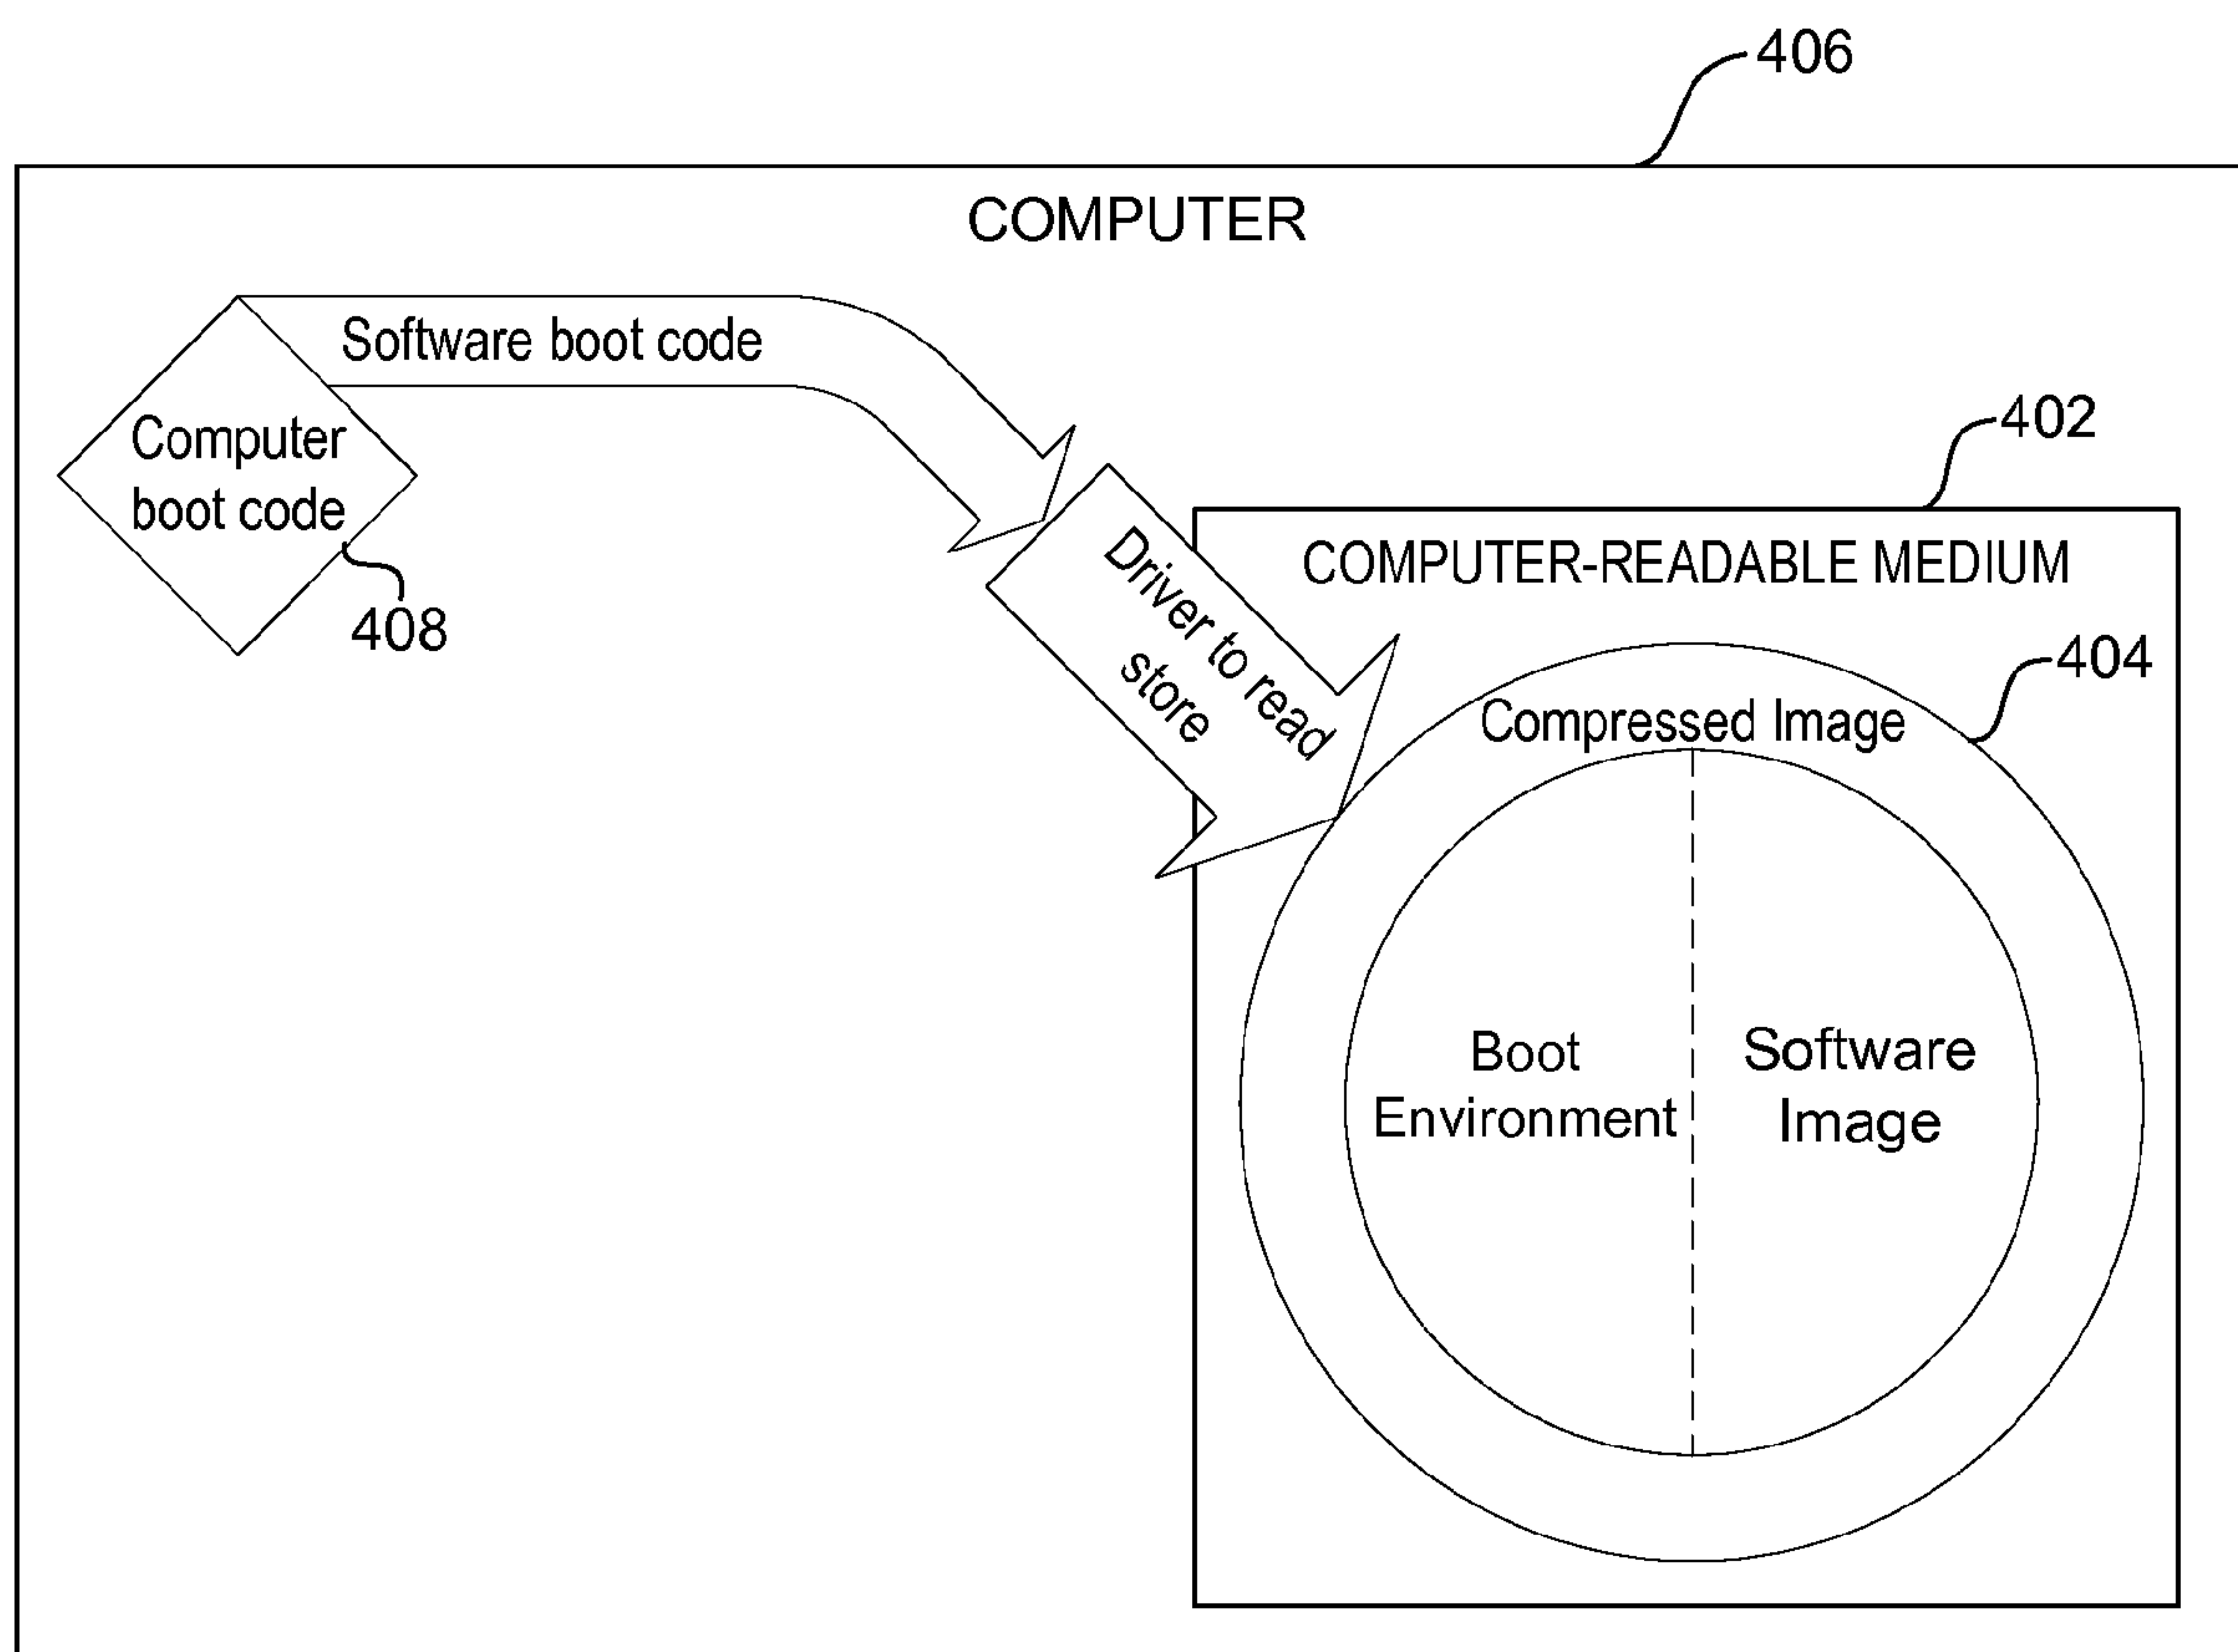 406
COMPUTER
Software boot code
Computer
boot code
408
402
COMPUTER-READABLE MEDIUM
Driver to read
store
404
Compressed Image
Boot
Environment
Software
Image